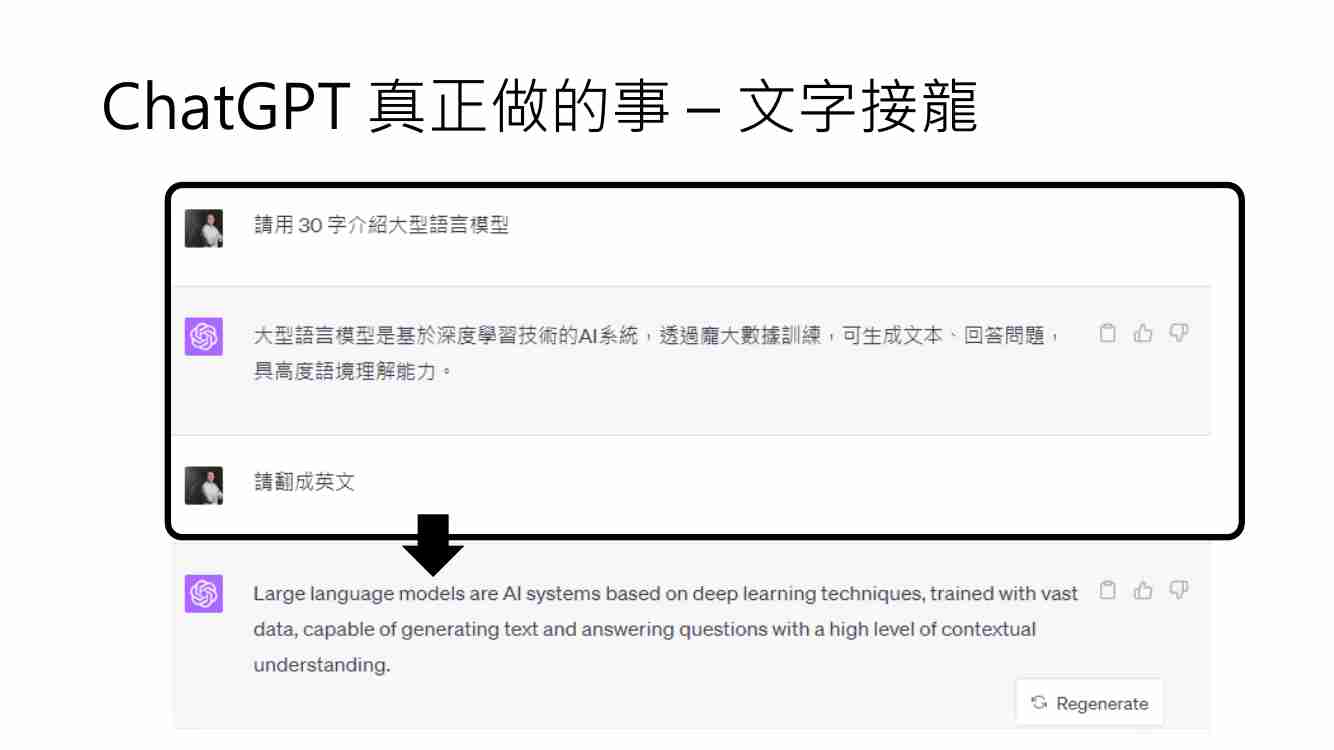 ChatGPT 真正做的事 – 文字接龍
請用 30 字介紹大型語言模型
大型語言模型是基於深度學習技術的AI系統，透過龐大數據訓練，可生成文本、回答問題，
具高度語境理解能力。
請翻成英文
Large language models are AI systems based on deep learning techniques, trained with vast
data, capable of generating text and answering questions with a high level of contextual
understanding.
Regenerate